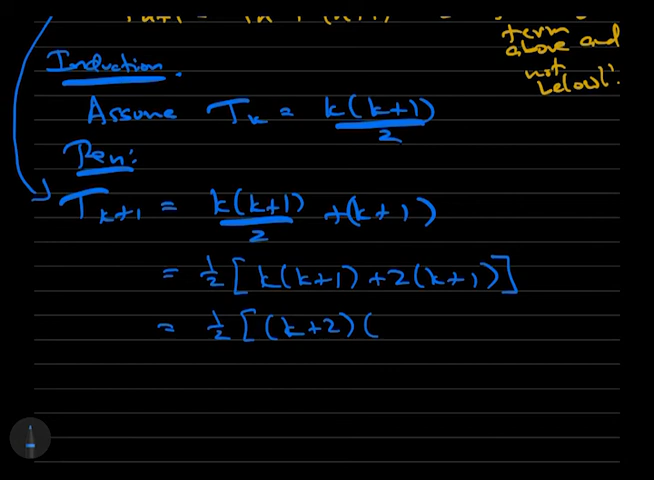 term
above and
not
below".
Induction.
Assume T_k = k(k+1)/2
Then:
T_{k+1} = k(k+1)/2 + (k+1)
= 1/2 [ k(k+1) + 2(k+1) ]
= 1/2 [ (k+2) (